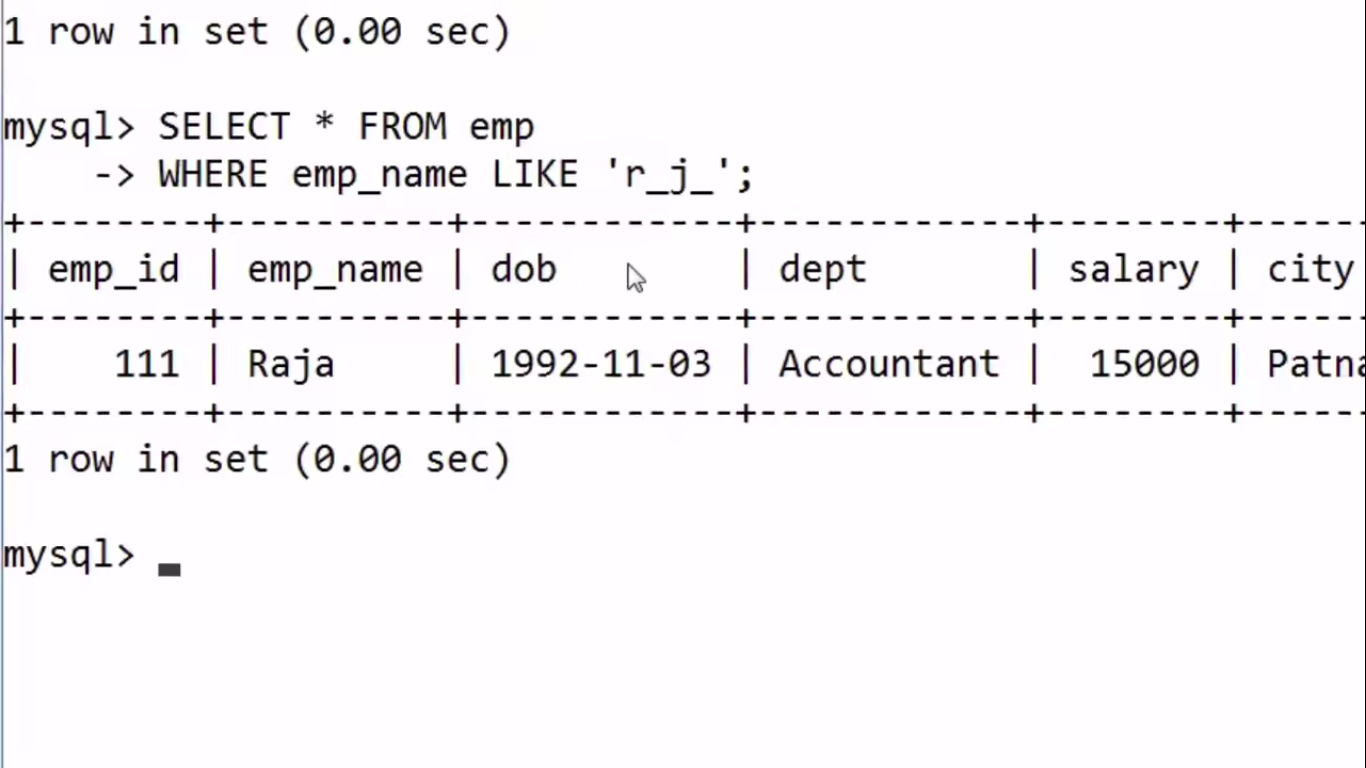 1 row in set (0.00 sec)
mysql> SELECT * FROM emp
    -> WHERE emp_name LIKE 'r_j_';
+--------+----------+------------+------------+--------+-----
| emp_id | emp_name | dob        | dept       | salary | city
+--------+----------+------------+------------+--------+-----
|    111 | Raja     | 1992-11-03 | Accountant |  15000 | Patna
+--------+----------+------------+------------+--------+-----
1 row in set (0.00 sec)
mysql>